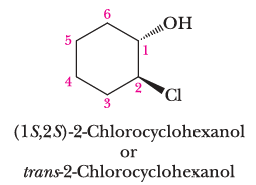 6
OH
5
1
4
2
Cl
3
(1S,2S)-2-Chlorocyclohexanol
or
trans-2-Chlorocyclohexanol